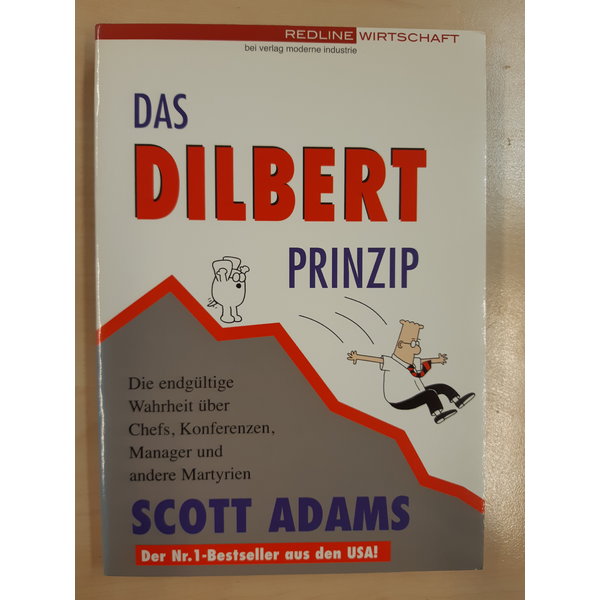 REDLINE WIRTSCHAFT
bei verlag moderne industrie
DAS
DILBERT
PRINZIP
Die endgültige
Wahrheit über
Chefs, Konferenzen,
Manager und
andere Martyrien
SCOTT ADAMS
Der Nr.1-Bestseller aus den USA!